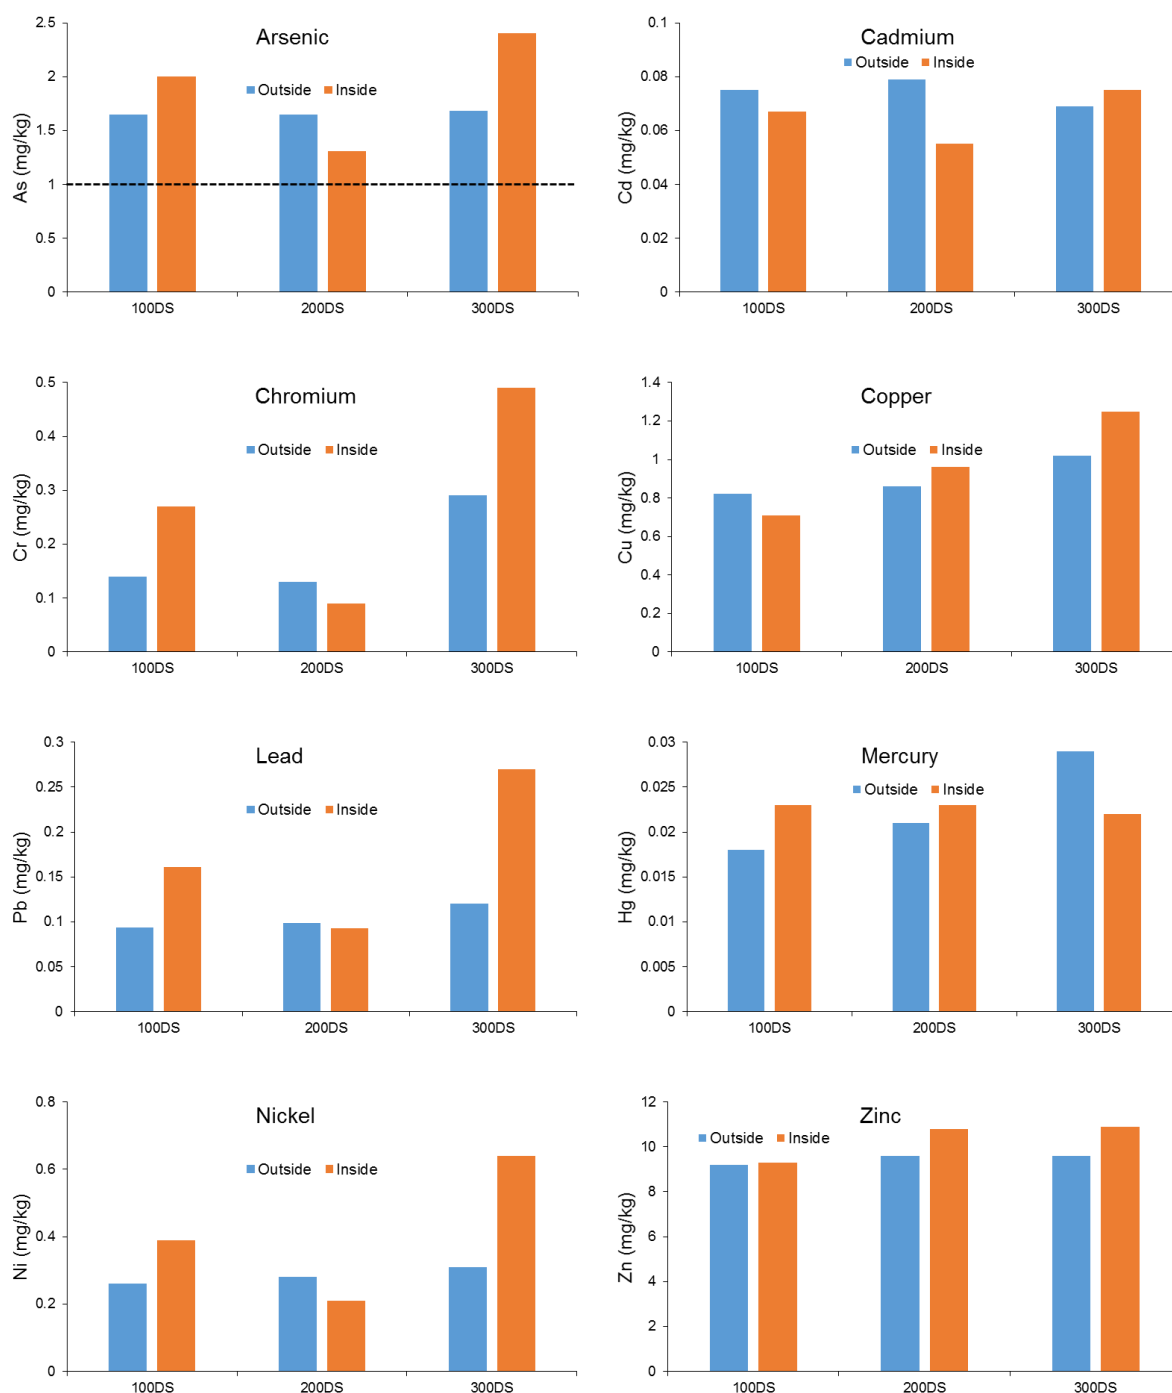 Arsenic
Outside Inside
As (mg/kg)
2.5
2
1.5
1
0.5
0
100DS 200DS 300DS
Cadmium
Outside Inside
Cd (mg/kg)
0.1
0.08
0.06
0.04
0.02
0
100DS 200DS 300DS
Chromium
Outside Inside
Cr (mg/kg)
0.5
0.4
0.3
0.2
0.1
0
100DS 200DS 300DS
Copper
Outside Inside
Cu (mg/kg)
1.4
1.2
1
0.8
0.6
0.4
0.2
0
100DS 200DS 300DS
Lead
Outside Inside
Pb (mg/kg)
0.3
0.25
0.2
0.15
0.1
0.05
0
100DS 200DS 300DS
Mercury
Outside Inside
Hg (mg/kg)
0.03
0.025
0.02
0.015
0.01
0.005
0
100DS 200DS 300DS
Nickel
Outside Inside
Ni (mg/kg)
0.8
0.6
0.4
0.2
0
100DS 200DS 300DS
Zinc
Outside Inside
Zn (mg/kg)
12
10
8
6
4
2
0
100DS 200DS 300DS